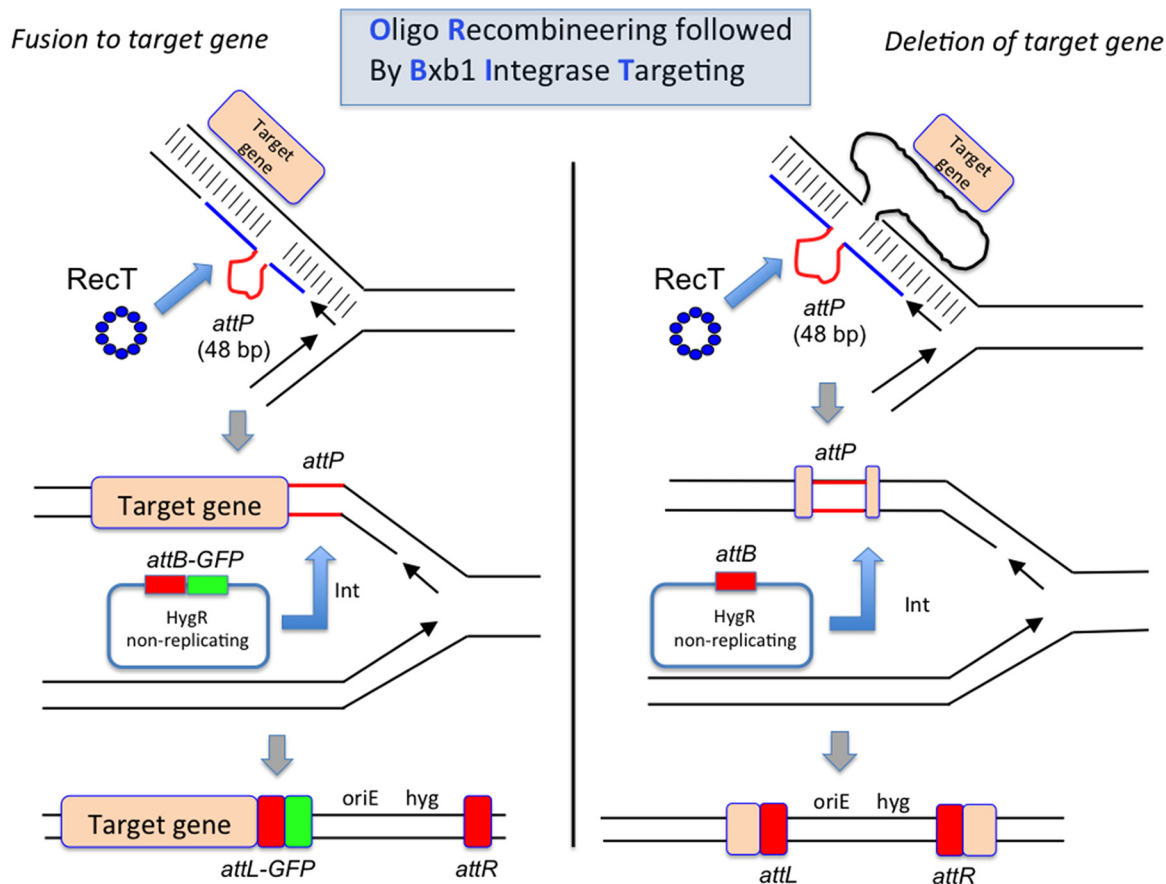 Fusion to target gene
Oligo Recombineering followed
By Bxb1 Integrase Targeting
Deletion of target gene
Target
gene
RecT
attP
(48 bp)
attP
Target gene
attB-GFP
HygR
non-replicating
Int
Target gene
oriE hyg
attL-GFP
attR
Target
gene
RecT
attP
(48 bp)
attP
attB
HygR
non-replicating
Int
oriE hyg
attL
attR